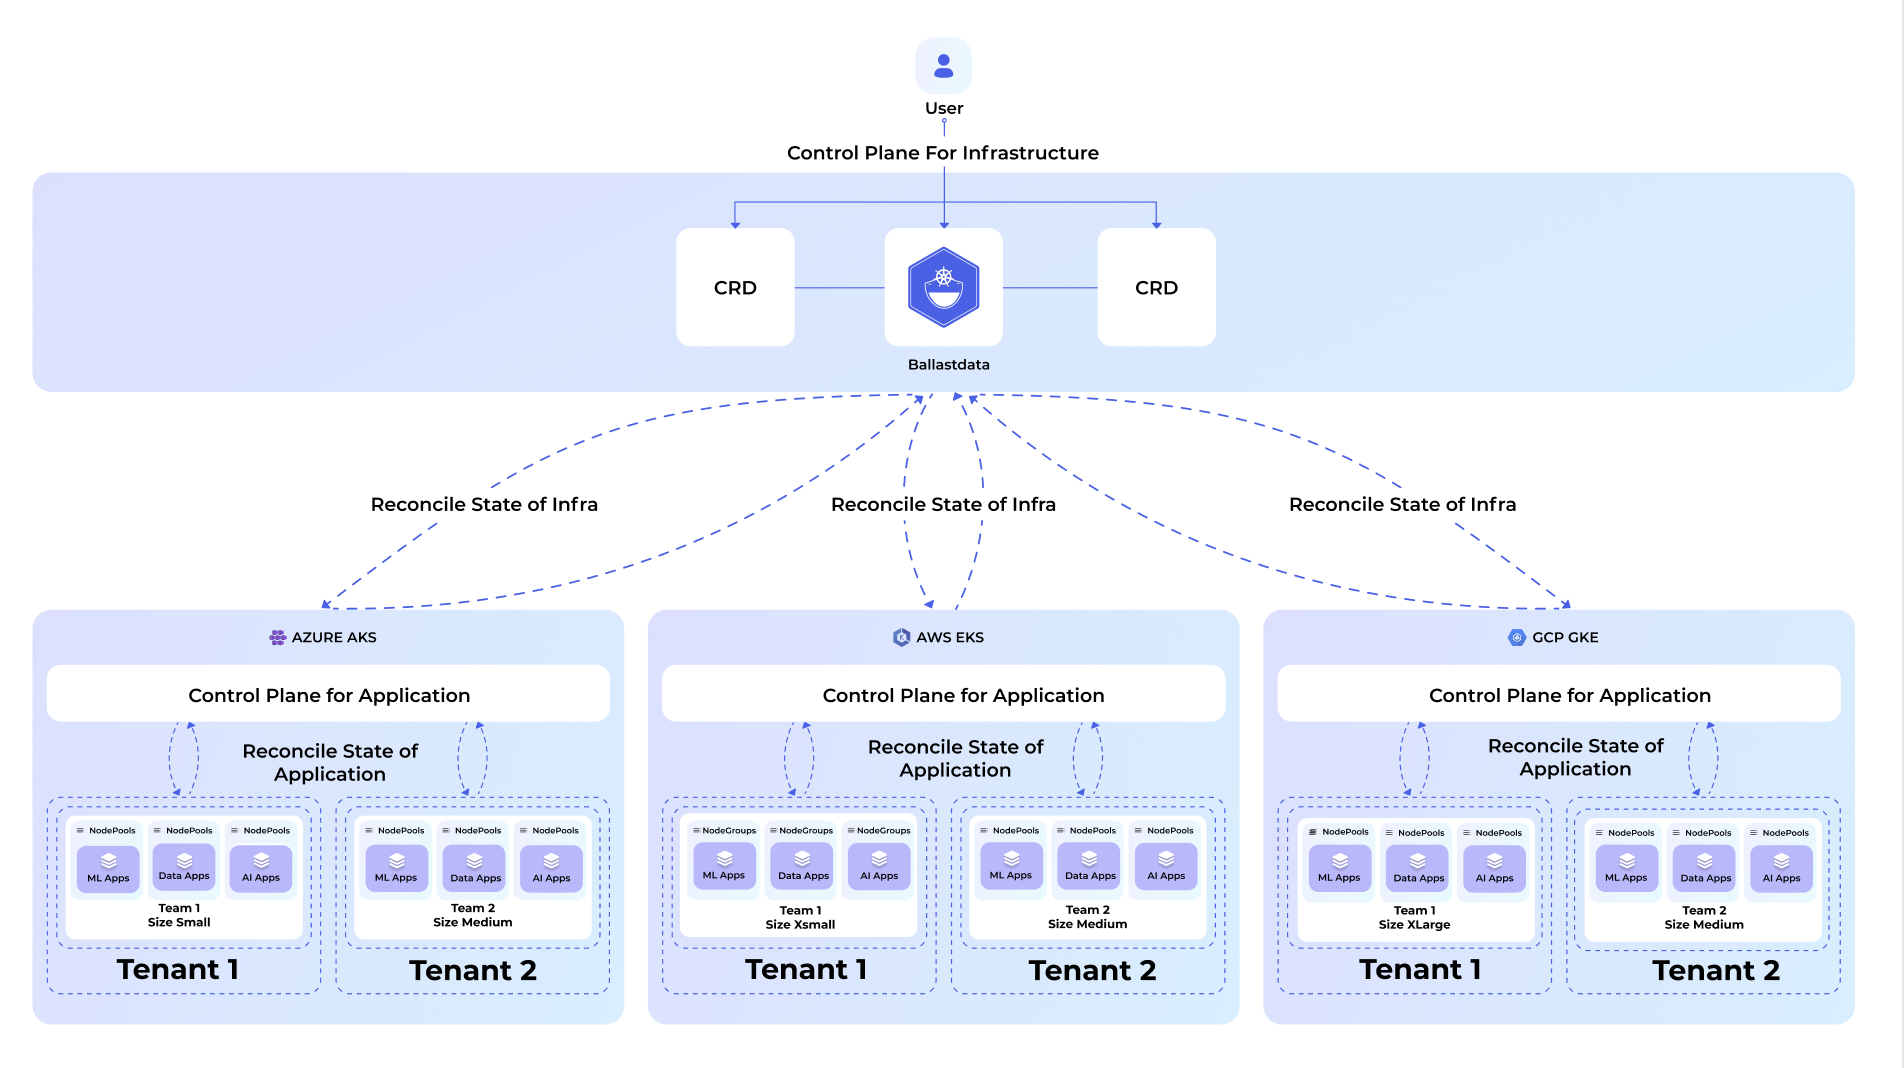 User
Control Plane For Infrastructure
CRD
CRD
Ballastdata
Reconcile State of Infra
Reconcile State of Infra
Reconcile State of Infra
AZURE AKS
Control Plane for Application
Reconcile State of
Application
NodePools
NodePools
NodePools
ML Apps
Data Apps
AI Apps
Team 1
Size Small
Tenant 1
NodePools
NodePools
NodePools
ML Apps
Data Apps
AI Apps
Team 2
Size Medium
Tenant 2
AWS EKS
Control Plane for Application
Reconcile State of
Application
NodeGroups
NodeGroups
NodeGroups
ML Apps
Data Apps
AI Apps
Team 1
Size Xsmall
Tenant 1
NodePools
NodePools
NodePools
ML Apps
Data Apps
AI Apps
Team 2
Size Medium
Tenant 2
GCP GKE
Control Plane for Application
Reconcile State of
Application
NodePools
NodePools
NodePools
ML Apps
Data Apps
AI Apps
Team 1
Size XLarge
Tenant 1
NodePools
NodePools
NodePools
ML Apps
Data Apps
AI Apps
Team 2
Size Medium
Tenant 2